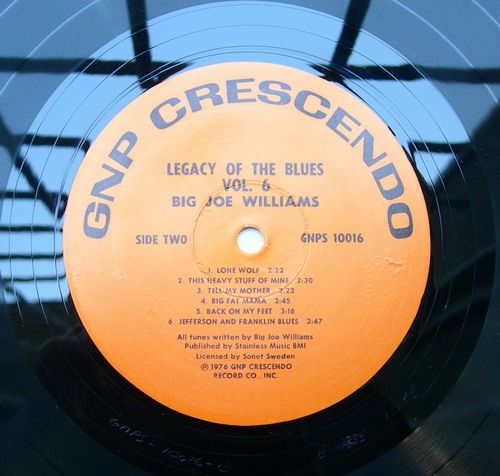 GNP CRESCENDO
LEGACY OF THE BLUES
VOL. 6
BIG JOE WILLIAMS
SIDE TWO
GNPS 10016
1. LONE WOLF 2:22
2. THIS HEAVY STUFF OF MINE 2:30
3. TELL MY MOTHER 2:22
4. BIG FAT MAMA 2:45
5. BACK ON MY FEET 3:16
6. JEFFERSON AND FRANKLIN BLUES 2:47
All tunes written by Big Joe Williams
Published by Stainless Music BMI
Licensed by Sonet Sweden
Ⓟ 1976 GNP CRESCENDO
RECORD CO., INC.